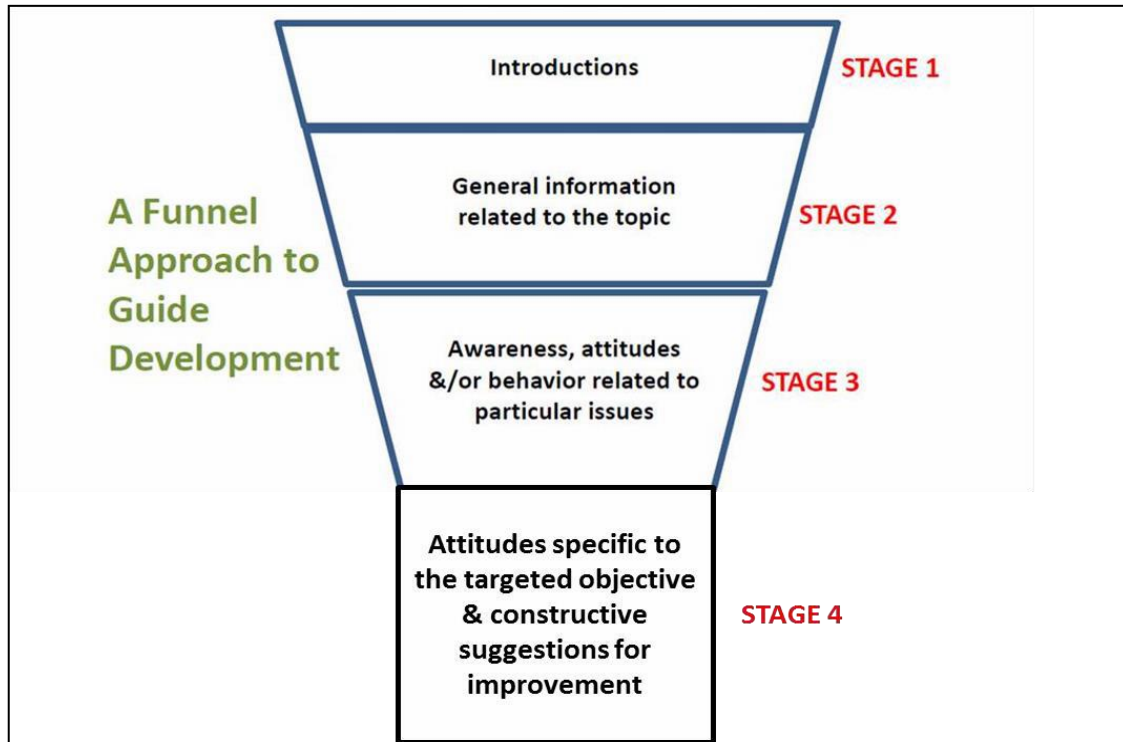 Introductions
STAGE 1
General information
related to the topic
STAGE 2
A Funnel
Approach to
Guide
Development
Awareness, attitudes
&/or behavior related to
particular issues
STAGE 3
Attitudes specific to
the targeted objective
& constructive
suggestions for
improvement
STAGE 4